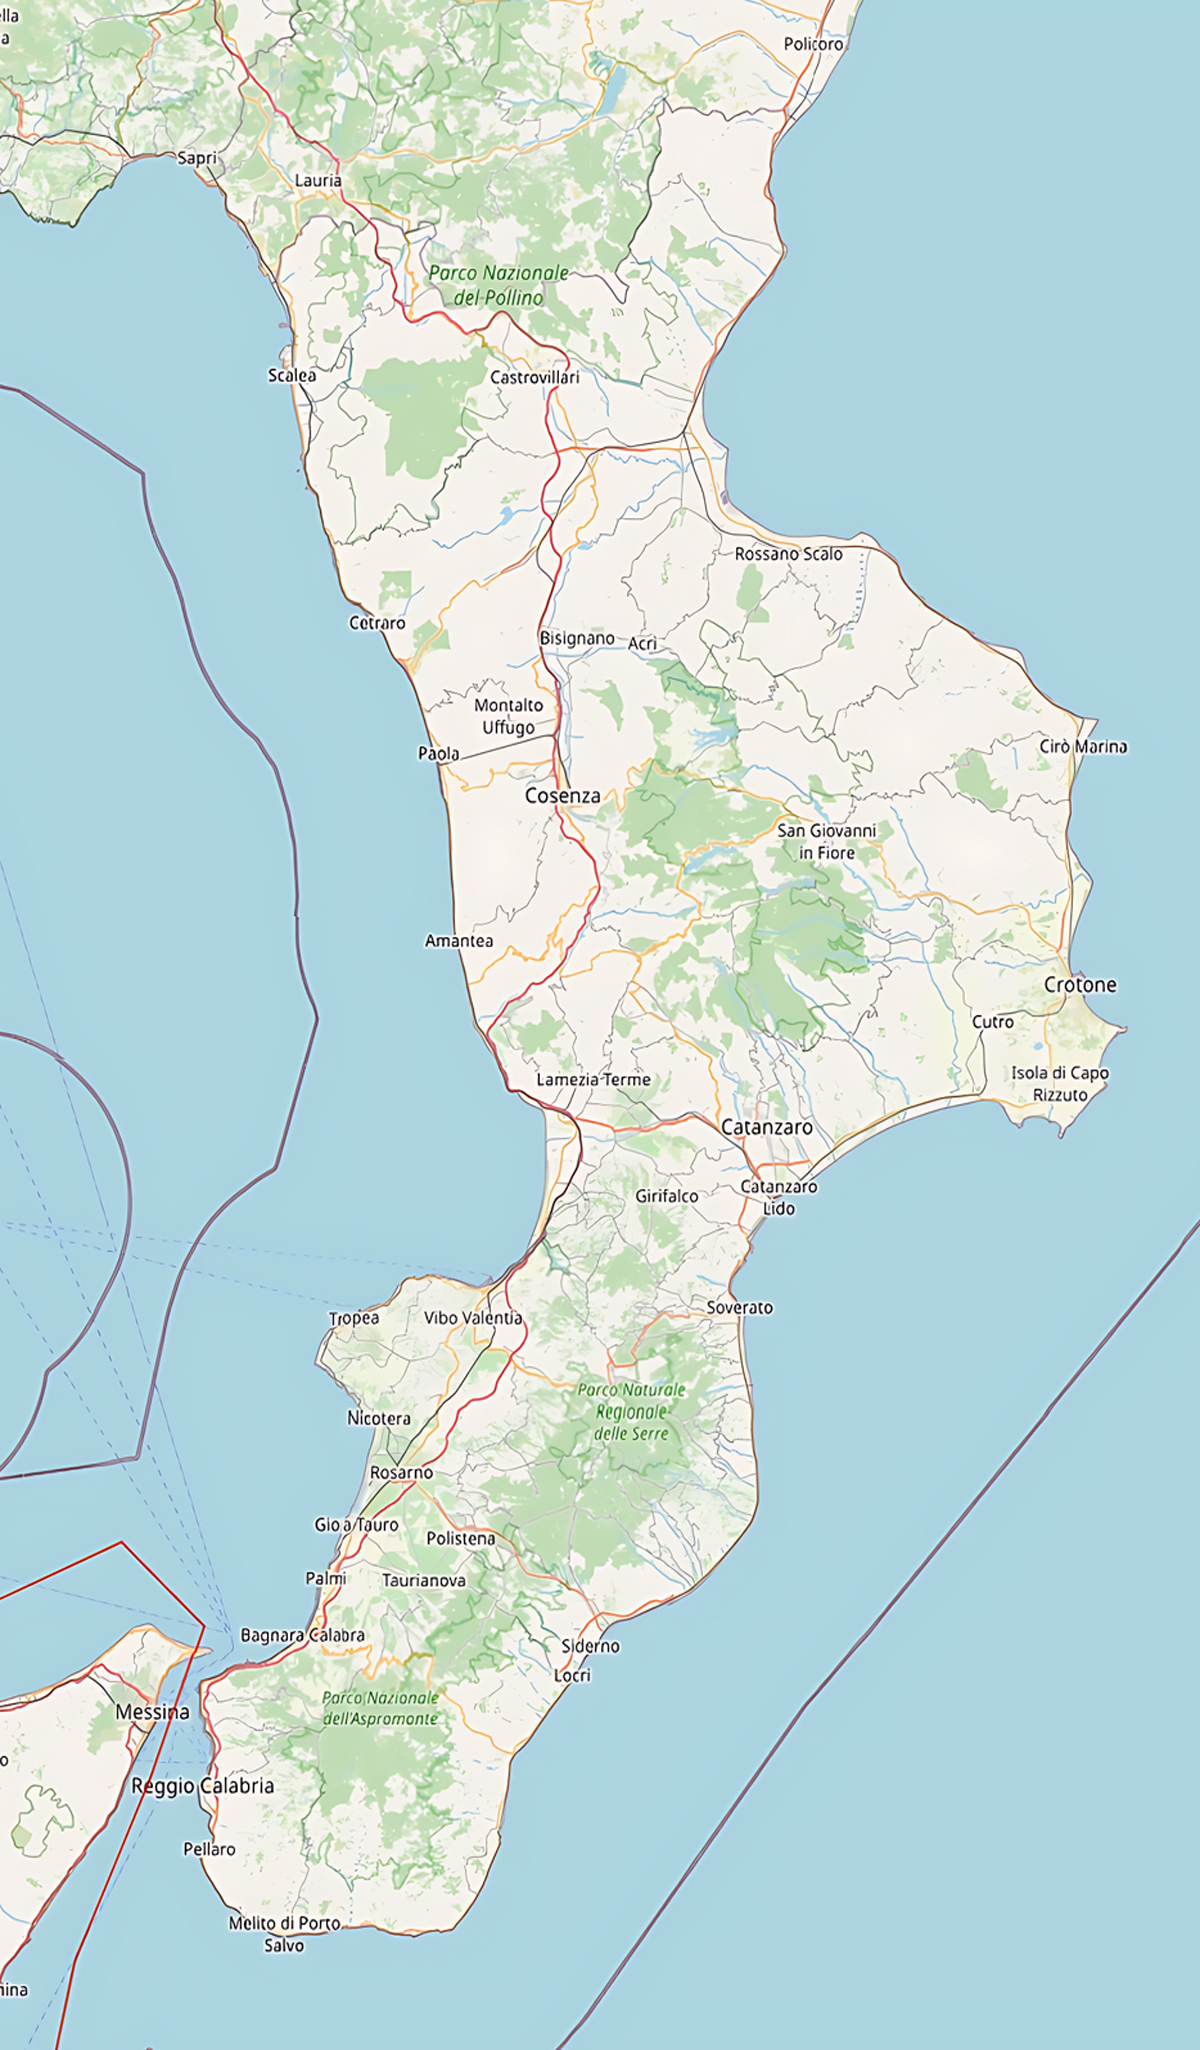 Policoro
Sapri
Lauria
Parco Nazionale
del Pollino
Scalea
Castrovillari
Rossano Scalo
Cetraro
Bisignano
Acri
Montalto
Uffugo
Paola
Cirò Marina
Cosenza
San Giovanni
in Fiore
Amantea
Crotone
Cutro
Isola di Capo
Rizzuto
Lamezia Terme
Catanzaro
Catanzaro
Lido
Girifalco
Soverato
Tropea
Vibo Valentia
Parco Naturale
Regionale
delle Serre
Nicotera
Rosarno
Gioia Tauro
Polistena
Palmi
Taurianova
Bagnara Calabra
Siderno
Locri
Parco Nazionale
dell'Aspromonte
Messina
Reggio Calabria
Pellaro
Melito di Porto
Salvo